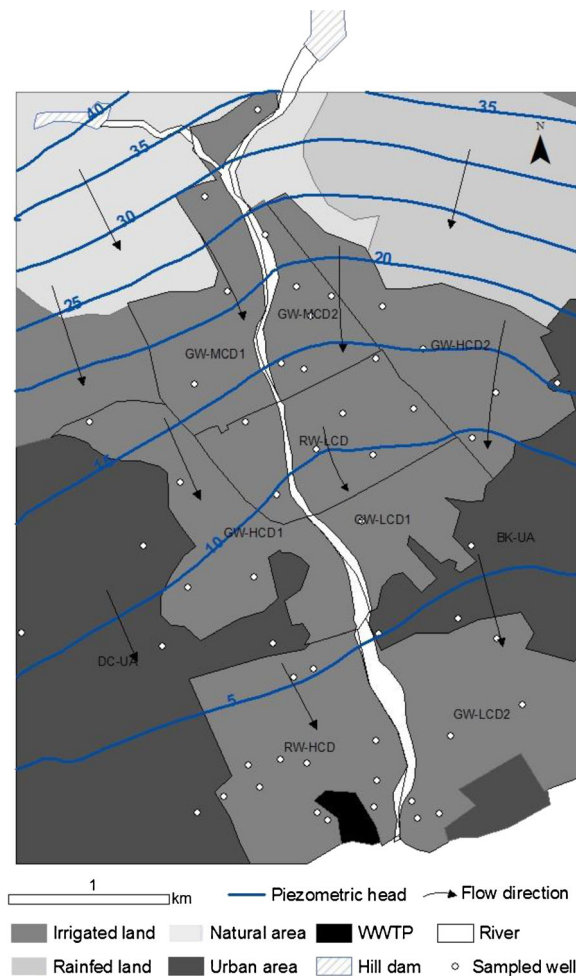 40
35
N
35
30
20
25
GW-MCD2
GW-MCD1
GW-HCD2
RW-LCD
15
GW-LCD1
GW-HCD1
10
BK-UA
DC-UA
5
GW-LCD2
RW-HCD
1
km
Piezometric head
Flow direction
Irrigated land
Natural area
WWTP
River
Rainfed land
Urban area
Hill dam
Sampled well